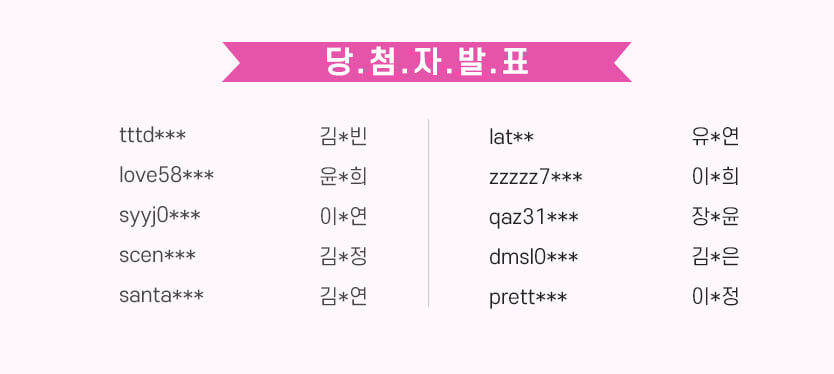 당.첨.자.발.표
tttd*** 김*빈
love58*** 윤*희
syyj0*** 이*연
scen*** 김*정
santa*** 김*연
lat** 유*연
zzzzz7*** 이*희
qaz31*** 장*윤
dmsl0*** 김*은
prett*** 이*정